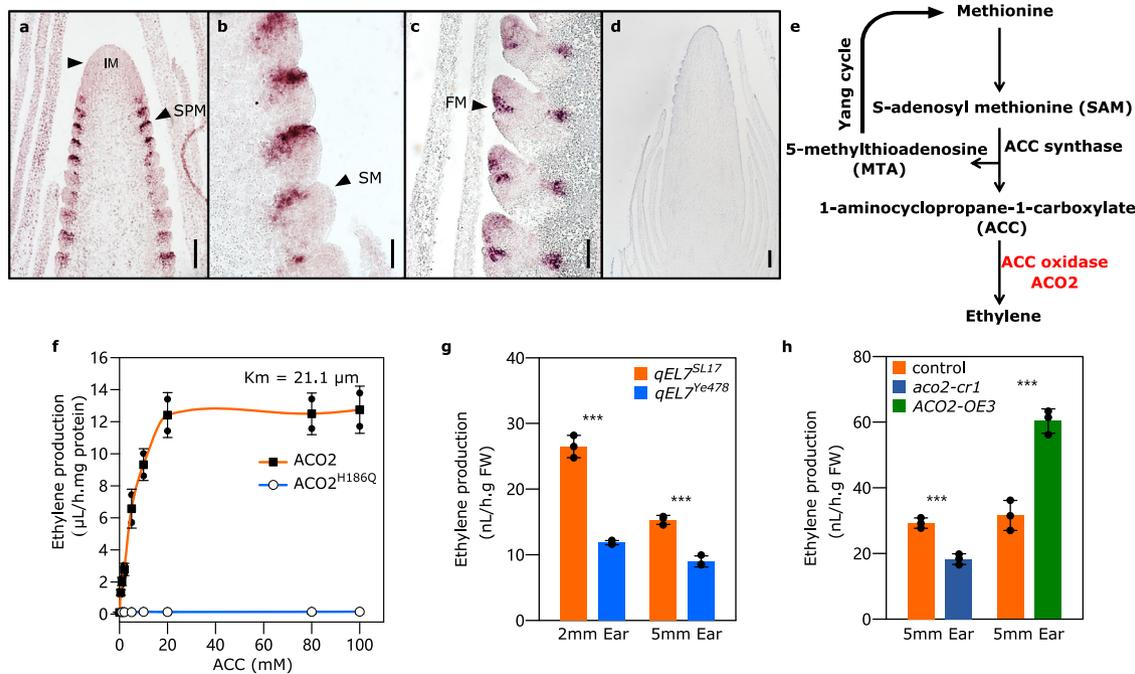 a
IM
SPM
b
SM
c
FM
d
e
Methionine
Yang cycle
S-adenosyl methionine (SAM)
5-methylthioadenosine
(MTA)
ACC synthase
1-aminocyclopropane-1-carboxylate
(ACC)
ACC oxidase
ACO2
Ethylene
f
Ethylene production
(µL/h.mg protein)
16
14
12
10
8
6
4
2
0
Km = 21.1 µm
ACO2
ACO2H186Q
0 20 40 60 80 100
ACC (mM)
g
Ethylene production
(nL/h.g FW)
40
30
20
10
0
qEL7SL17
qEL7Ye478
***
***
2mm Ear 5mm Ear
h
Ethylene production
(nL/h.g FW)
80
60
40
20
0
control
aco2-cr1
ACO2-OE3
***
***
5mm Ear 5mm Ear